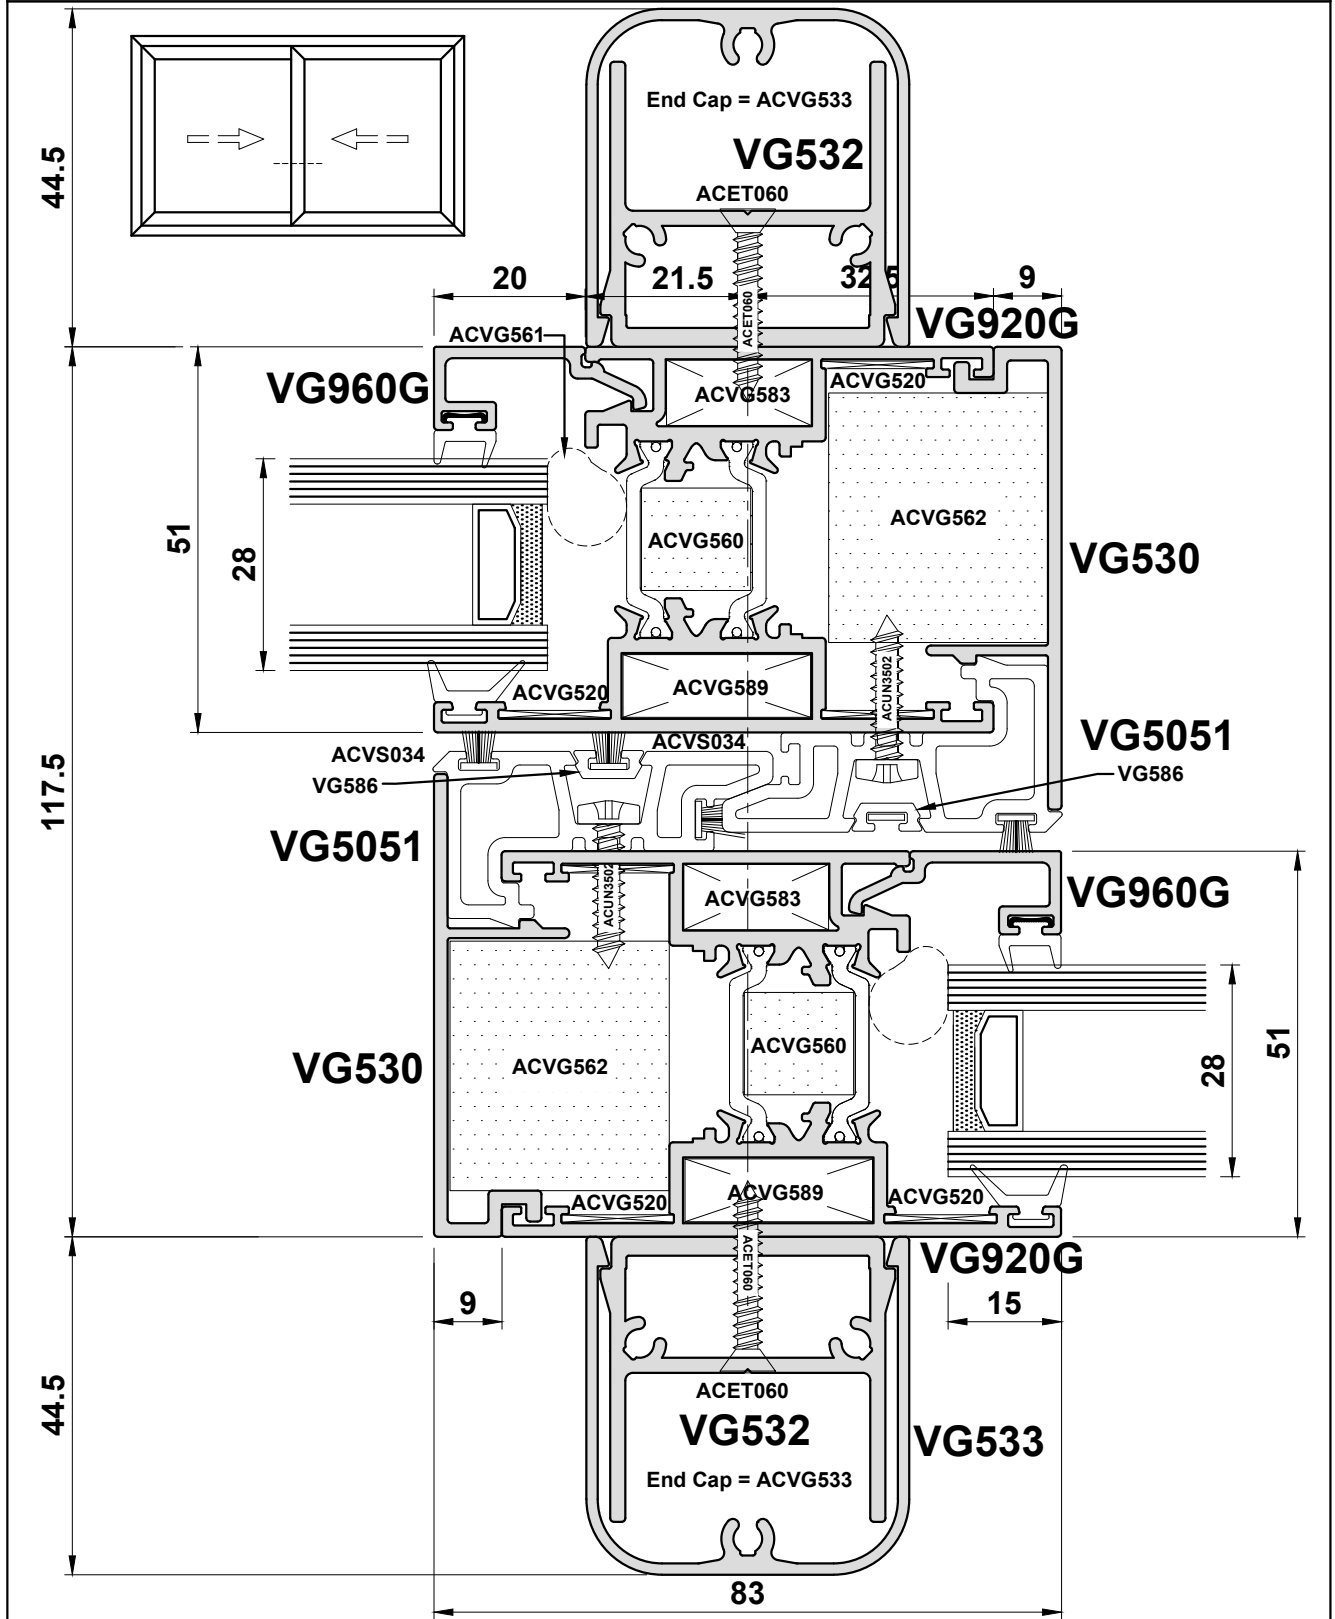 44.5
End Cap = ACVG533
VG532
ACET060
20
21.5
32.5
9
ACET060
VG920G
ACVG561
VG960G
ACVG583
ACVG520
51
28
ACVG560
ACVG562
VG530
117.5
ACVG520
ACVG589
ACUN3502
ACVS034
ACVS034
VG5051
VG586
VG586
VG5051
ACUN3502
ACVG583
VG960G
VG530
ACVG562
ACVG560
28
51
ACVG520
ACVG589
ACVG520
ACET060
VG920G
9
15
44.5
ACET060
VG532
VG533
End Cap = ACVG533
83